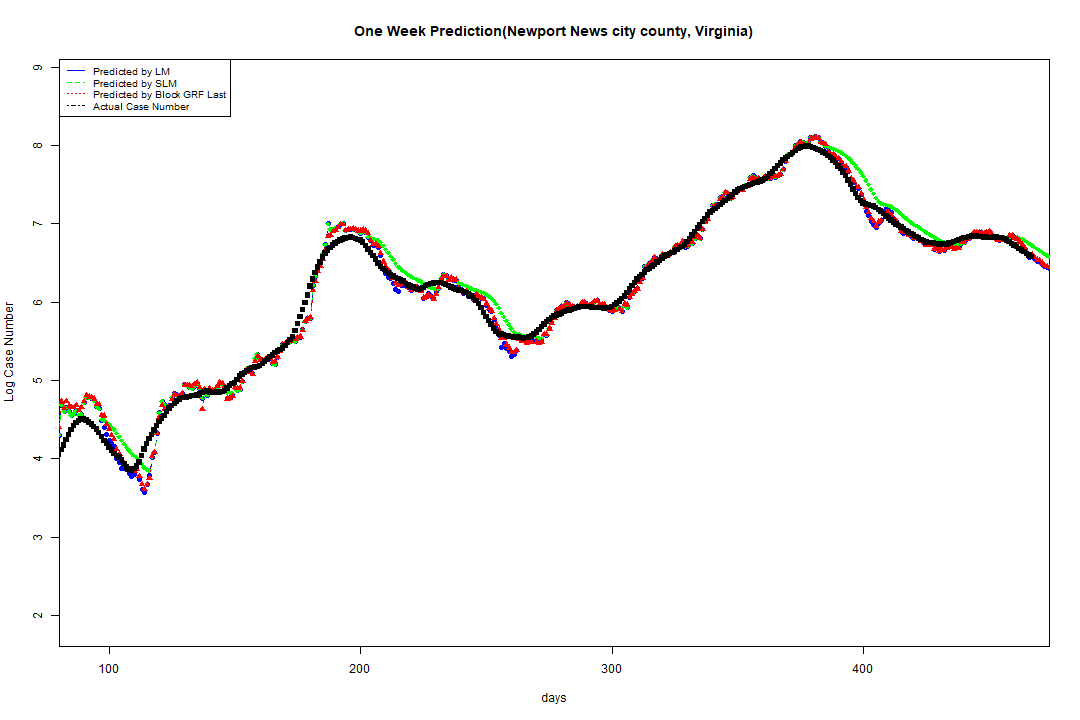 One Week Prediction(Newport News city county, Virginia)
Predicted by LM
Predicted by SLM
Predicted by Block GRF Last
Actual Case Number
9
8
7
6
5
4
3
2
Log Case Number
100 200 300 400
days